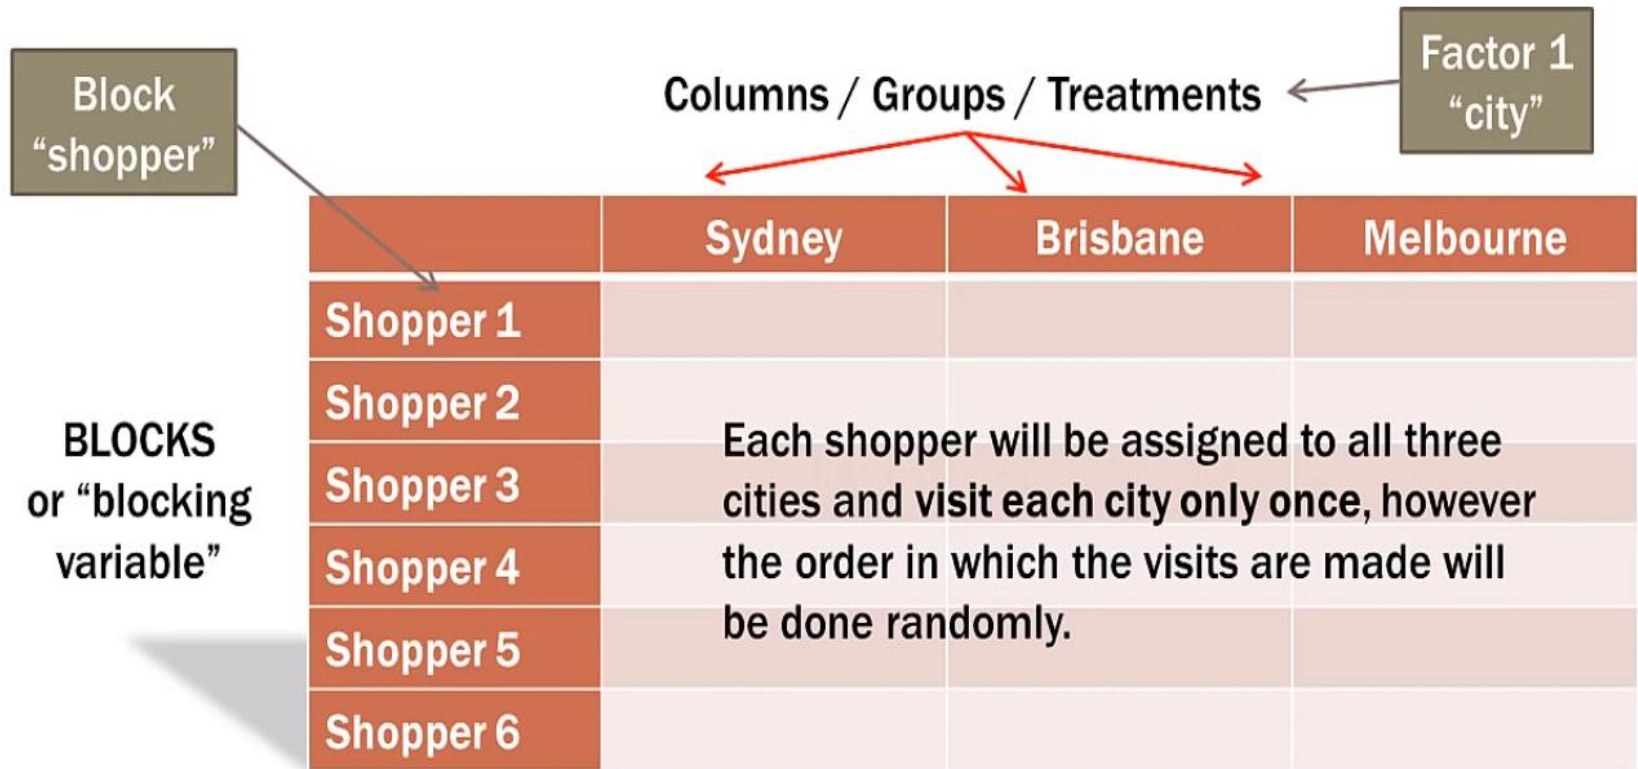 Block
“shopper”
Columns / Groups / Treatments
Factor 1
“city”
Sydney Brisbane Melbourne
Shopper 1
Shopper 2
Shopper 3
Shopper 4
Shopper 5
Shopper 6
BLOCKS
or “blocking
variable”
Each shopper will be assigned to all three
cities and visit each city only once, however
the order in which the visits are made will
be done randomly.